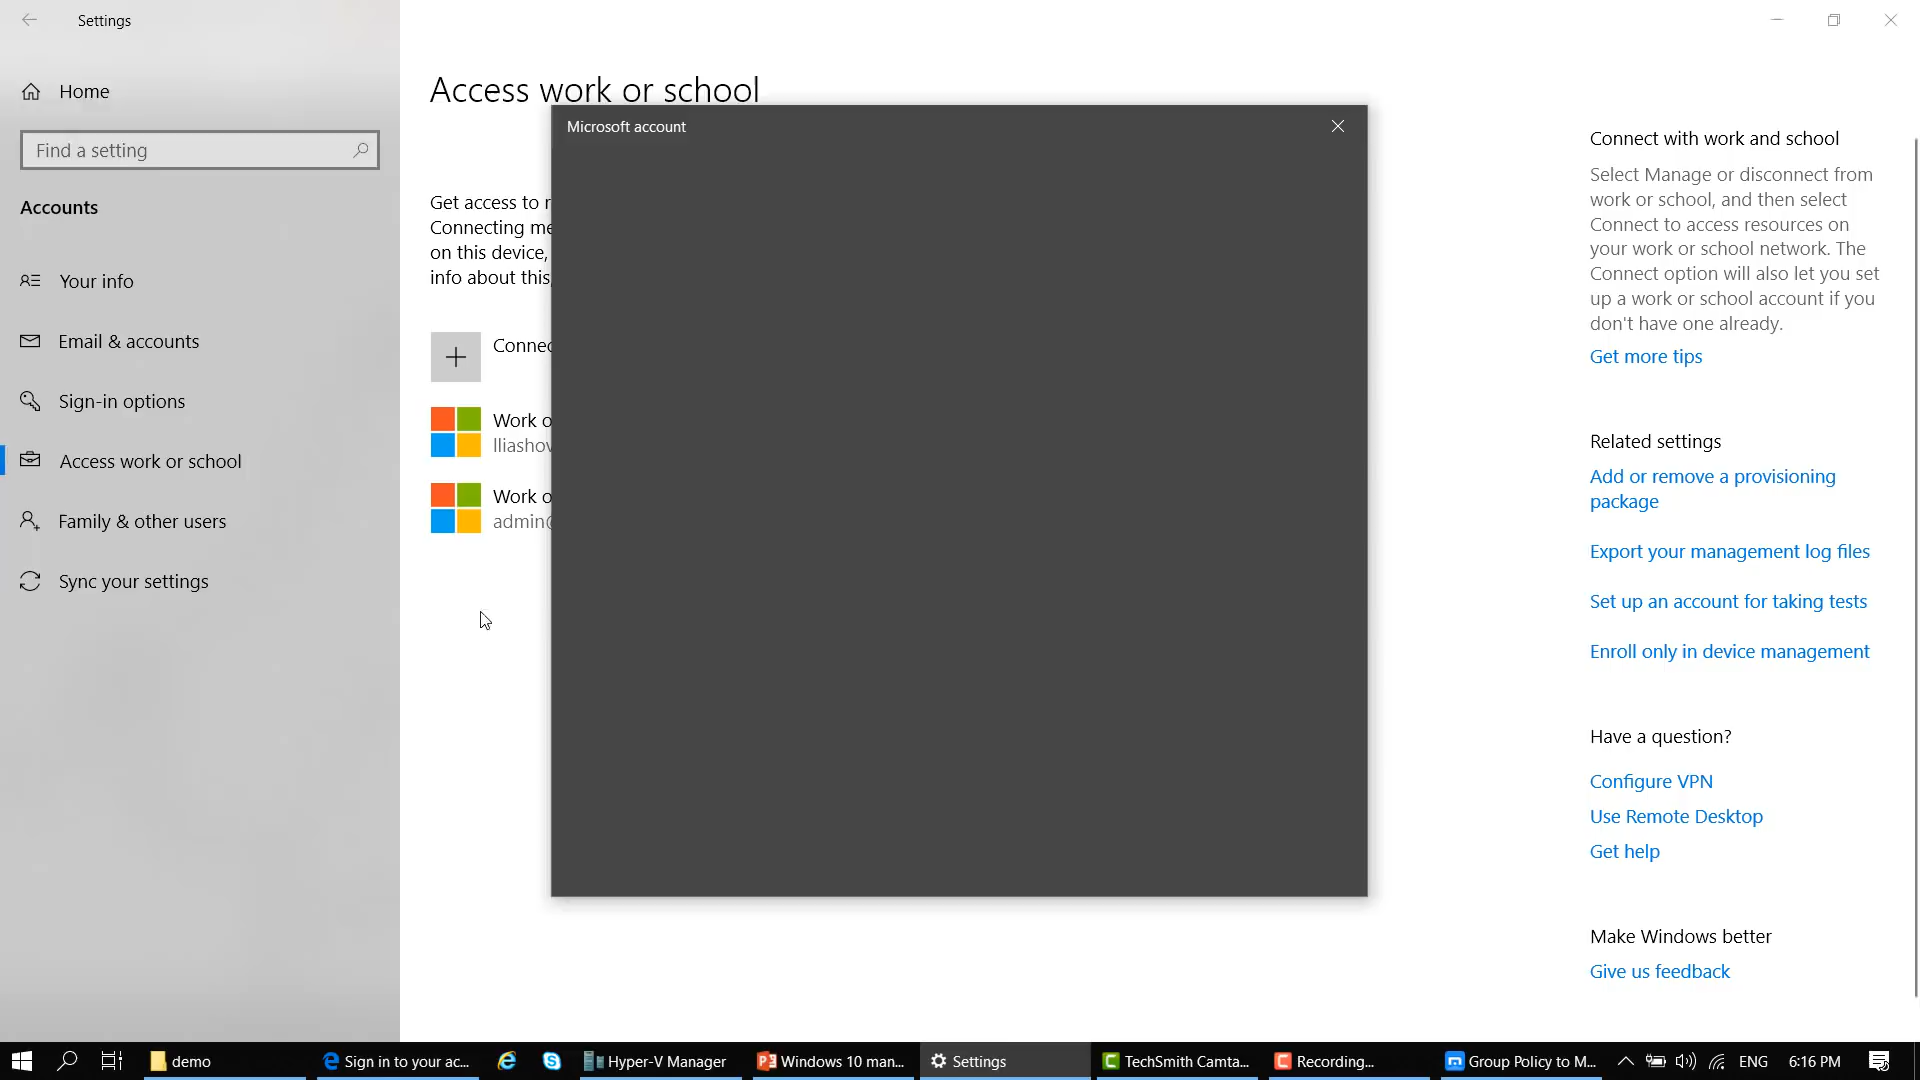 Settings
Home
Find a setting
Accounts
Your info
Email & accounts
Sign-in options
Access work or school
Family & other users
Sync your settings
Access work or school
Get access to r
Connecting me
on this device,
info about this,
Connec
Work o
lliashov
Work o
admin@
Microsoft account
Connect with work and school
Select Manage or disconnect from
work or school, and then select
Connect to access resources on
your work or school network. The
Connect option will also let you set
up a work or school account if you
don't have one already.
Get more tips
Related settings
Add or remove a provisioning
package
Export your management log files
Set up an account for taking tests
Enroll only in device management
Have a question?
Configure VPN
Use Remote Desktop
Get help
Make Windows better
Give us feedback
demo
Sign in to your ac...
Hyper-V Manager
Windows 10 man...
Settings
TechSmith Camta...
Recording...
Group Policy to M...
ENG
6:16 PM